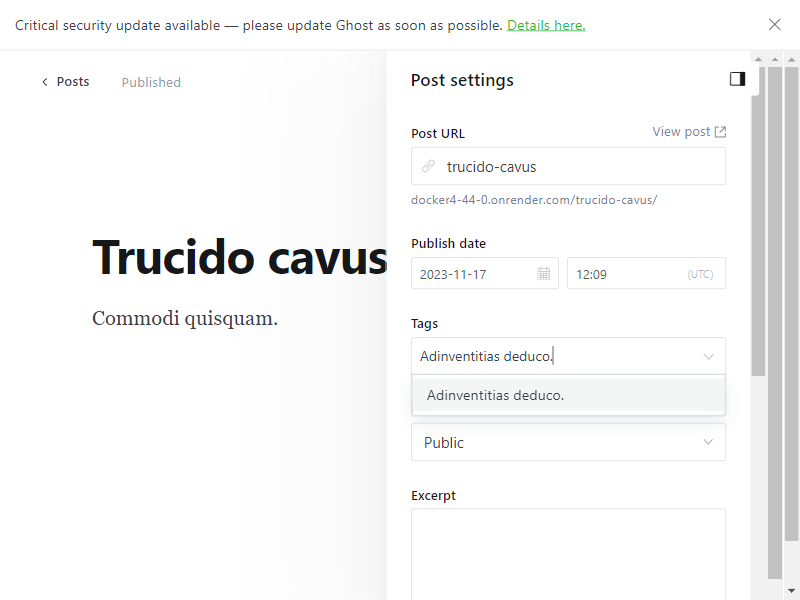 Critical security update available — please update Ghost as soon as possible. Details here.
Posts
Published
Post settings
Post URL
View post
trucido-cavus
docker4-44-0.onrender.com/trucido-cavus/
Publish date
2023-11-17
12:09
(UTC)
Trucido cavus
Commodi quisquam.
Tags
Adinventitias deduco.
Adinventitias deduco.
Public
Excerpt